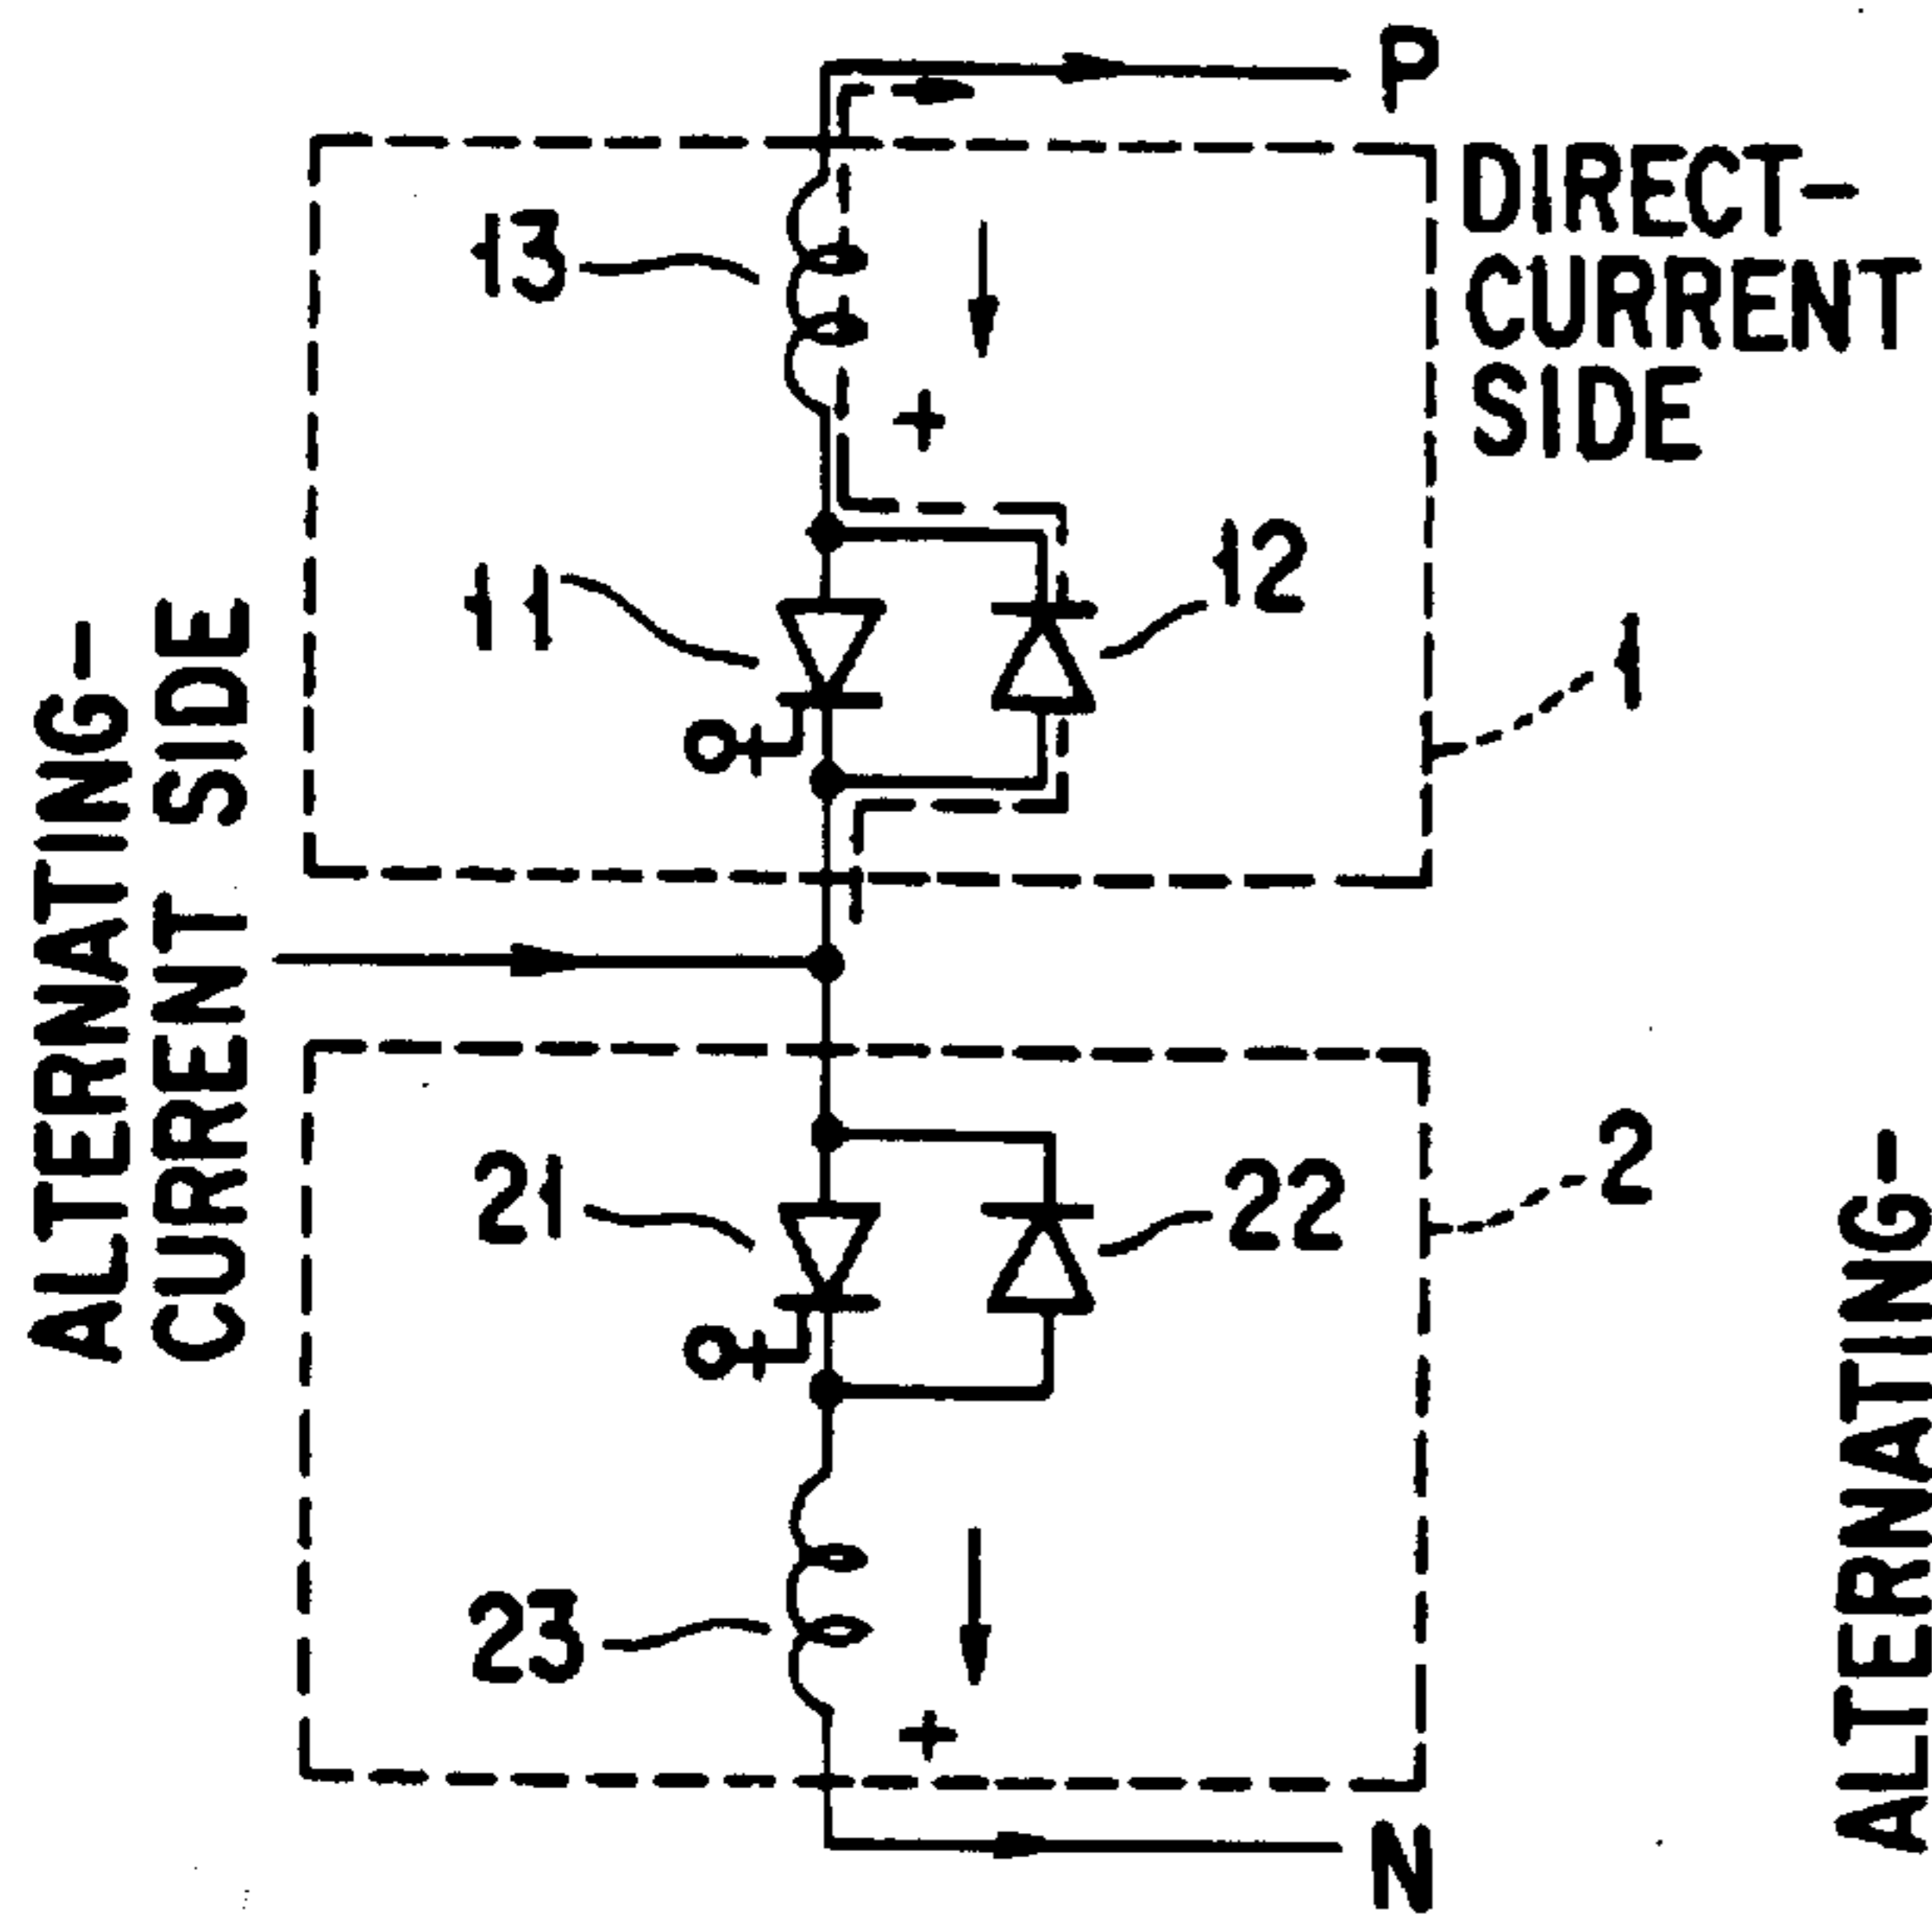 P
DIRECT-
CURRENT
SIDE
13
+
12
11
1
ALTERNATING-
CURRENT SIDE
21
22
2
23
+
N
ALTERNATING-